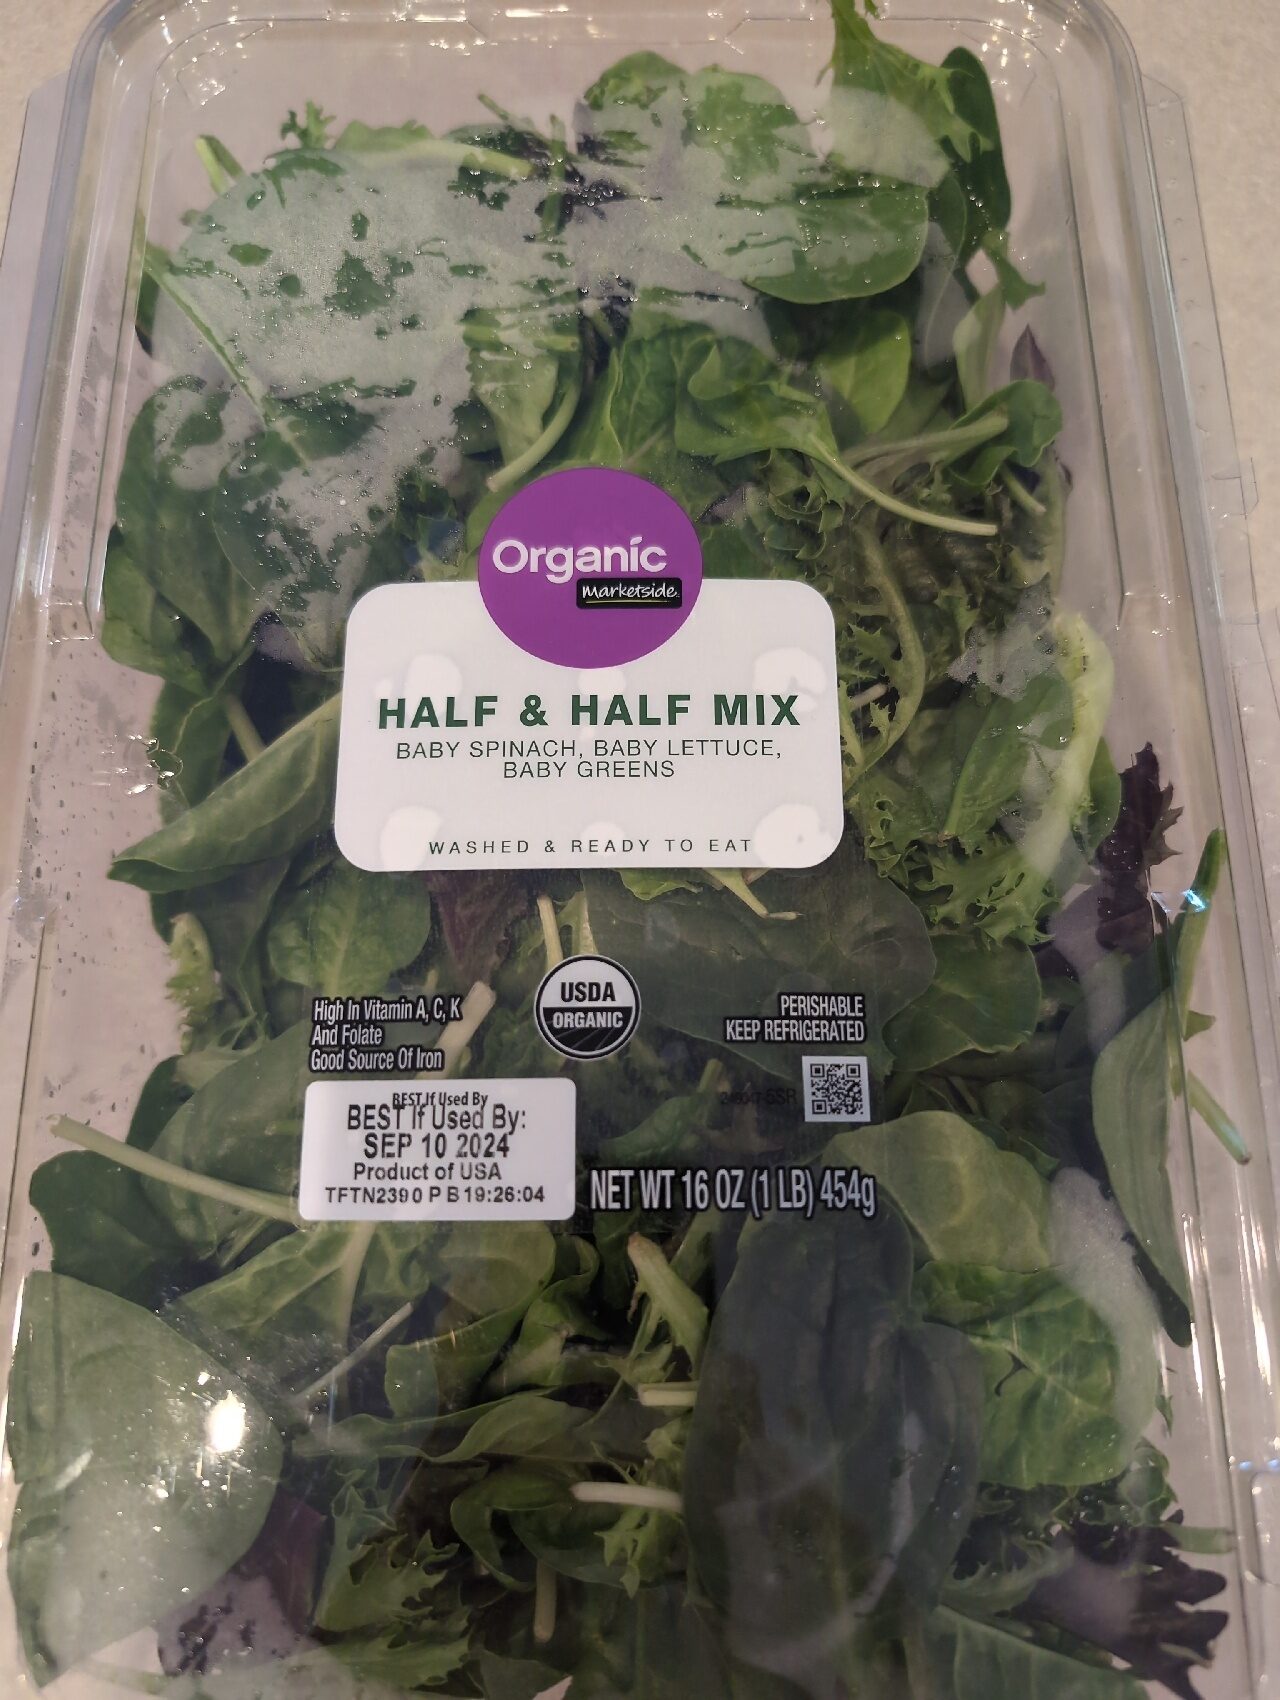 Organic
Marketside
HALF & HALF MIX
BABY SPINACH, BABY LETTUCE,
BABY GREENS
WASHED & READY TO EAT
High In Vitamin A, C, K
And Folate
Good Source Of Iron
USDA
ORGANIC
PERISHABLE
KEEP REFRIGERATED
BEST If Used By
BEST If Used By:
SEP 10 2024
Product of USA
TFTN2390 P B 19:26:04
NET WT 16 OZ (1 LB) 454g